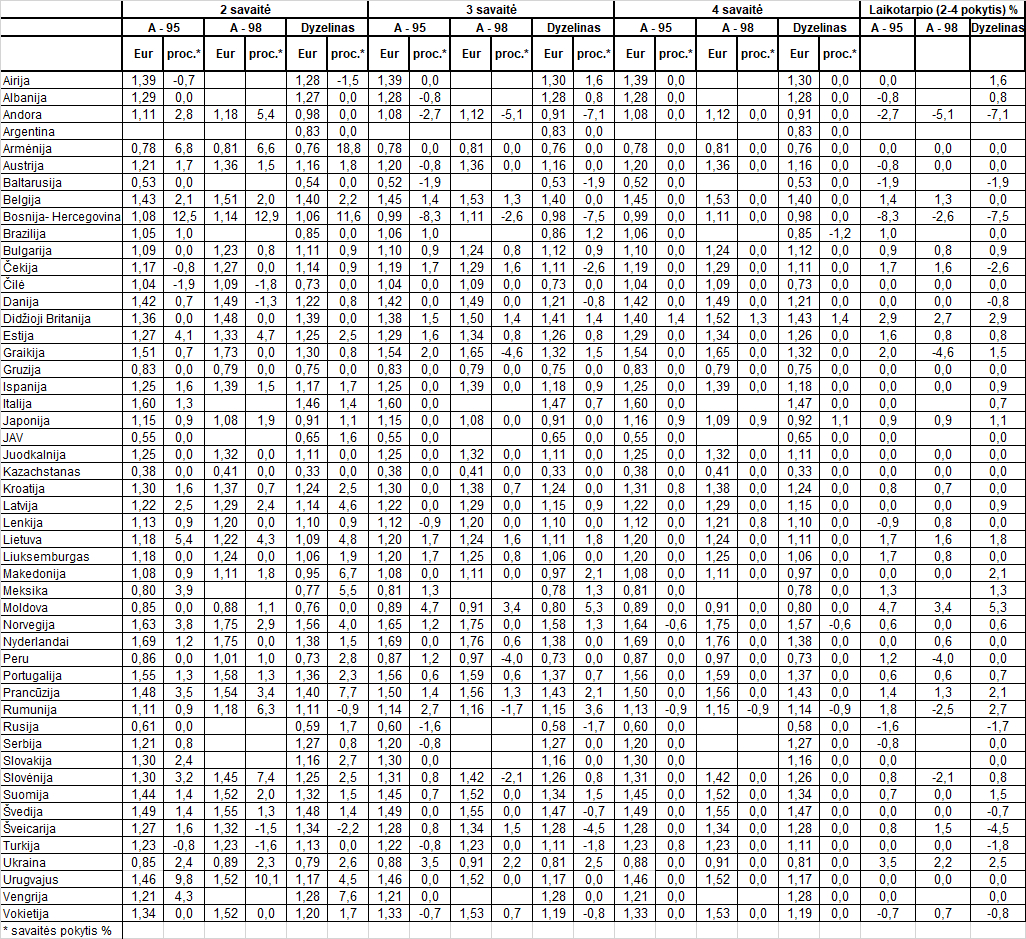 2 savaitė 3 savaitė 4 savaitė Laikotarpio (2-4 pokytis) %
A - 95 A - 98 Dyzelinas A - 95 A - 98 Dyzelinas A - 95 A - 98 Dyzelinas A - 95 A - 98 Dyzelinas
Eur proc.* Eur proc.* Eur proc.* Eur proc.* Eur proc.* Eur proc.* Eur proc.* Eur proc.* Eur proc.*
Airija 1,39 -0,7 1,28 -1,5 1,39 0,0 1,30 1,6 1,39 0,0 1,30 0,0 0,0 1,6
Albanija 1,29 0,0 1,27 0,0 1,28 -0,8 1,28 0,8 1,28 0,0 1,28 0,0 -0,8 0,8
Andora 1,11 2,8 1,18 5,4 0,98 0,0 1,08 -2,7 1,12 -5,1 0,91 -7,1 1,08 0,0 1,12 0,0 0,91 0,0 -2,7 -5,1 -7,1
Argentina 0,83 0,0 0,83 0,0 0,83 0,0
Armėnija 0,78 6,8 0,81 6,6 0,76 18,8 0,78 0,0 0,81 0,0 0,76 0,0 0,78 0,0 0,81 0,0 0,76 0,0 0,0 0,0 0,0
Austrija 1,21 1,7 1,36 1,5 1,16 1,8 1,20 -0,8 1,36 0,0 1,16 0,0 1,20 0,0 1,36 0,0 1,16 0,0 -0,8 0,0 0,0
Baltarusija 0,53 0,0 0,54 0,0 0,52 -1,9 0,53 -1,9 0,52 0,0 0,53 0,0 -1,9 -1,9
Belgija 1,43 2,1 1,51 2,0 1,40 2,2 1,45 1,4 1,53 1,3 1,40 0,0 1,45 0,0 1,53 0,0 1,40 0,0 1,4 1,3 0,0
Bosnija- Hercegovina 1,08 12,5 1,14 12,9 1,06 11,6 0,99 -8,3 1,11 -2,6 0,98 -7,5 0,99 0,0 1,11 0,0 0,98 0,0 -8,3 -2,6 -7,5
Brazilija 1,05 1,0 0,85 0,0 1,06 1,0 0,86 1,2 1,06 0,0 0,85 -1,2 1,0 0,0
Bulgarija 1,09 0,0 1,23 0,8 1,11 0,9 1,10 0,9 1,24 0,8 1,12 0,9 1,10 0,0 1,24 0,0 1,12 0,0 0,9 0,8 0,9
Čekija 1,17 -0,8 1,27 0,0 1,14 0,9 1,19 1,7 1,29 1,6 1,11 -2,6 1,19 0,0 1,29 0,0 1,11 0,0 1,7 1,6 -2,6
Čilė 1,04 -1,9 1,09 -1,8 0,73 0,0 1,04 0,0 1,09 0,0 0,73 0,0 1,04 0,0 1,09 0,0 0,73 0,0 0,0 0,0 0,0
Danija 1,42 0,7 1,49 -1,3 1,22 0,8 1,42 0,0 1,49 0,0 1,21 -0,8 1,42 0,0 1,49 0,0 1,21 0,0 0,0 0,0 -0,8
Didžioji Britanija 1,36 0,0 1,48 0,0 1,39 0,0 1,38 1,5 1,50 1,4 1,41 1,4 1,40 1,4 1,52 1,3 1,43 1,4 2,9 2,7 2,9
Estija 1,27 4,1 1,33 4,7 1,25 2,5 1,29 1,6 1,34 0,8 1,26 0,8 1,29 0,0 1,34 0,0 1,26 0,0 1,6 0,8 0,8
Graikija 1,51 0,7 1,73 0,0 1,30 0,8 1,54 2,0 1,65 -4,6 1,32 1,5 1,54 0,0 1,65 0,0 1,32 0,0 2,0 -4,6 1,5
Gruzija 0,83 0,0 0,79 0,0 0,75 0,0 0,83 0,0 0,79 0,0 0,75 0,0 0,83 0,0 0,79 0,0 0,75 0,0 0,0 0,0 0,0
Ispanija 1,25 1,6 1,39 1,5 1,17 1,7 1,25 0,0 1,39 0,0 1,18 0,9 1,25 0,0 1,39 0,0 1,18 0,0 0,0 0,0 0,9
Italija 1,60 1,3 1,46 1,4 1,60 0,0 1,47 0,7 1,60 0,0 1,47 0,0 0,0 0,7
Japonija 1,15 0,9 1,08 1,9 0,91 1,1 1,15 0,0 1,08 0,0 0,91 0,0 1,16 0,9 1,09 0,9 0,92 1,1 0,9 0,9 1,1
JAV 0,55 0,0 0,65 1,6 0,55 0,0 0,65 0,0 0,55 0,0 0,65 0,0 0,0 0,0
Juodkalnija 1,25 0,0 1,32 0,0 1,11 0,0 1,25 0,0 1,32 0,0 1,11 0,0 1,25 0,0 1,32 0,0 1,11 0,0 0,0 0,0 0,0
Kazachstanas 0,38 0,0 0,41 0,0 0,33 0,0 0,38 0,0 0,41 0,0 0,33 0,0 0,38 0,0 0,41 0,0 0,33 0,0 0,0 0,0 0,0
Kroatija 1,30 1,6 1,37 0,7 1,24 2,5 1,30 0,0 1,38 0,7 1,24 0,0 1,31 0,8 1,38 0,0 1,24 0,0 0,8 0,7 0,0
Latvija 1,22 2,5 1,29 2,4 1,14 4,6 1,22 0,0 1,29 0,0 1,15 0,9 1,22 0,0 1,29 0,0 1,15 0,0 0,0 0,0 0,9
Lenkija 1,13 0,9 1,20 0,0 1,10 0,9 1,12 -0,9 1,20 0,0 1,10 0,0 1,12 0,0 1,21 0,8 1,10 0,0 -0,9 0,8 0,0
Lietuva 1,18 5,4 1,22 4,3 1,09 4,8 1,20 1,7 1,24 1,6 1,11 1,8 1,20 0,0 1,24 0,0 1,11 0,0 1,7 1,6 1,8
Liuksemburgas 1,18 0,0 1,24 0,0 1,06 1,9 1,20 1,7 1,25 0,8 1,06 0,0 1,20 0,0 1,25 0,0 1,06 0,0 1,7 0,8 0,0
Makedonija 1,08 0,9 1,11 1,8 0,95 6,7 1,08 0,0 1,11 0,0 0,97 2,1 1,08 0,0 1,11 0,0 0,97 0,0 0,0 0,0 2,1
Meksika 0,80 3,9 0,77 5,5 0,81 1,3 0,78 1,3 0,81 0,0 0,78 0,0 1,3 1,3
Moldova 0,85 0,0 0,88 1,1 0,76 0,0 0,89 4,7 0,91 3,4 0,80 5,3 0,89 0,0 0,91 0,0 0,80 0,0 4,7 3,4 5,3
Norvegija 1,63 3,8 1,75 2,9 1,56 4,0 1,65 1,2 1,75 0,0 1,58 1,3 1,64 -0,6 1,75 0,0 1,57 -0,6 0,6 0,0 0,6
Nyderlandai 1,69 1,2 1,75 0,0 1,38 1,5 1,69 0,0 1,76 0,6 1,38 0,0 1,69 0,0 1,76 0,0 1,38 0,0 0,0 0,6 0,0
Peru 0,86 0,0 1,01 1,0 0,73 2,8 0,87 1,2 0,97 -4,0 0,73 0,0 0,87 0,0 0,97 0,0 0,73 0,0 1,2 -4,0 0,0
Portugalija 1,55 1,3 1,58 1,3 1,36 2,3 1,56 0,6 1,59 0,6 1,37 0,7 1,56 0,0 1,59 0,0 1,37 0,0 0,6 0,6 0,7
Prancūzija 1,48 3,5 1,54 3,4 1,40 7,7 1,50 1,4 1,56 1,3 1,43 2,1 1,50 0,0 1,56 0,0 1,43 0,0 1,4 1,3 2,1
Rumunija 1,11 0,9 1,18 6,3 1,11 -0,9 1,14 2,7 1,16 -1,7 1,15 3,6 1,13 -0,9 1,15 -0,9 1,14 -0,9 1,8 -2,5 2,7
Rusija 0,61 0,0 0,59 1,7 0,60 -1,6 0,58 -1,7 0,60 0,0 0,58 0,0 -1,6 -1,7
Serbija 1,21 0,8 1,27 0,8 1,20 -0,8 1,27 0,0 1,20 0,0 1,27 0,0 -0,8 0,0
Slovakija 1,30 2,4 1,16 2,7 1,30 0,0 1,16 0,0 1,30 0,0 1,16 0,0 0,0 0,0
Slovėnija 1,30 3,2 1,45 7,4 1,25 2,5 1,31 0,8 1,42 -2,1 1,26 0,8 1,31 0,0 1,42 0,0 1,26 0,0 0,8 -2,1 0,8
Suomija 1,44 1,4 1,52 2,0 1,32 1,5 1,45 0,7 1,52 0,0 1,34 1,5 1,45 0,0 1,52 0,0 1,34 0,0 0,7 0,0 1,5
Švedija 1,49 1,4 1,55 1,3 1,48 1,4 1,49 0,0 1,55 0,0 1,47 -0,7 1,49 0,0 1,55 0,0 1,47 0,0 0,0 0,0 -0,7
Šveicarija 1,27 1,6 1,32 -1,5 1,34 -2,2 1,28 0,8 1,34 1,5 1,28 -4,5 1,28 0,0 1,34 0,0 1,28 0,0 0,8 1,5 -4,5
Turkija 1,23 -0,8 1,23 -1,6 1,13 0,0 1,22 -0,8 1,23 0,0 1,11 -1,8 1,23 0,8 1,23 0,0 1,11 0,0 0,0 0,0 -1,8
Ukraina 0,85 2,4 0,89 2,3 0,79 2,6 0,88 3,5 0,91 2,2 0,81 2,5 0,88 0,0 0,91 0,0 0,81 0,0 3,5 2,2 2,5
Urugvajus 1,46 9,8 1,52 10,1 1,17 4,5 1,46 0,0 1,52 0,0 1,17 0,0 1,46 0,0 1,52 0,0 1,17 0,0 0,0 0,0 0,0
Vengrija 1,21 4,3 1,28 7,6 1,21 0,0 1,28 0,0 1,21 0,0 1,28 0,0 0,0 0,0
Vokietija 1,34 0,0 1,52 0,0 1,20 1,7 1,33 -0,7 1,53 0,7 1,19 -0,8 1,33 0,0 1,53 0,0 1,19 0,0 -0,7 0,7 -0,8
* savaitės pokytis %